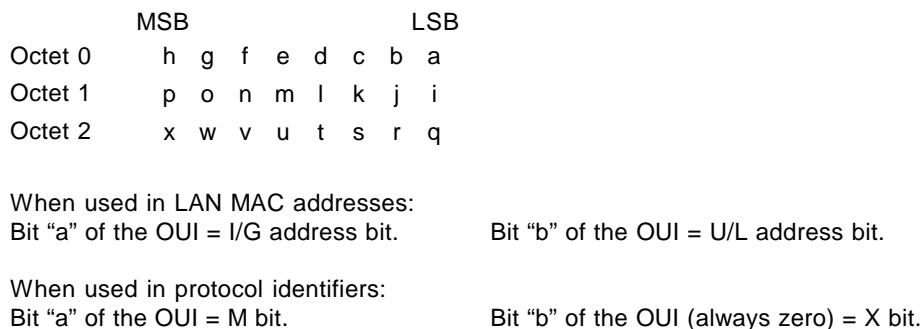 MSB LSB
Octet 0 h g f e d c b a
Octet 1 p o n m l k j i
Octet 2 x w v u t s r q
When used in LAN MAC addresses:
Bit “a” of the OUI = I/G address bit. Bit “b” of the OUI = U/L address bit.
When used in protocol identifiers:
Bit “a” of the OUI = M bit. Bit “b” of the OUI (always zero) = X bit.